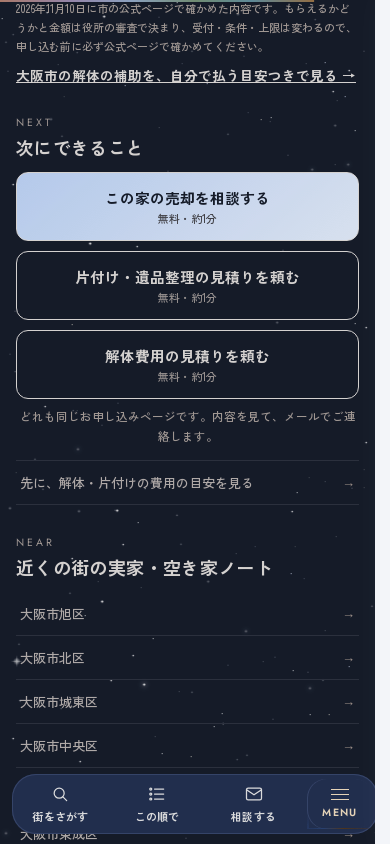 2026年11月10日に市の公式ページで確かめた内容です。もらえるかど
うかと金額は役所の審査で決まり、受付・条件・上限は変わるので、
申し込む前に必ず公式ページで確かめてください。
大阪市の解体の補助を、自分で払う目安つきで見る →
NEXT
次にできること
この家の売却を相談する
無料・約1分
片付け・遺品整理の見積りを頼む
無料・約1分
解体費用の見積りを頼む
無料・約1分
どれも同じお申し込みページです。内容を見て、メールでご連
絡します。
先に、解体・片付けの費用の目安を見る →
NEAR
近くの街の実家・空き家ノート
大阪市旭区 →
大阪市北区 →
大阪市城東区 →
大阪市中央区 →
街をさがす この順で 相談する MENU
大阪市東成区